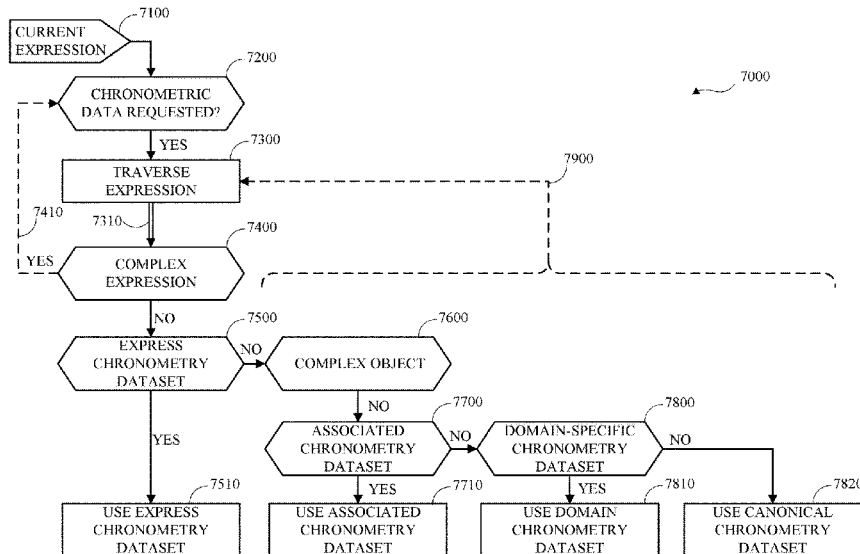 7100
CURRENT
EXPRESSION
7200
CHRONOMETRIC
DATA REQUESTED?
7000
YES
7300
TRAVERSE
EXPRESSION
7900
7410
7310
7400
YES
COMPLEX
EXPRESSION
NO
7500
EXPRESS
CHRONOMETRY
DATASET
NO
7600
COMPLEX OBJECT
NO
YES
7700
ASSOCIATED
CHRONOMETRY
DATASET
NO
7800
DOMAIN-SPECIFIC
CHRONOMETRY
DATASET
NO
7510
USE EXPRESS
CHRONOMETRY
DATASET
YES
7710
USE ASSOCIATED
CHRONOMETRY
DATASET
YES
7810
USE DOMAIN
CHRONOMETRY
DATASET
7820
USE CANONICAL
CHRONOMETRY
DATASET